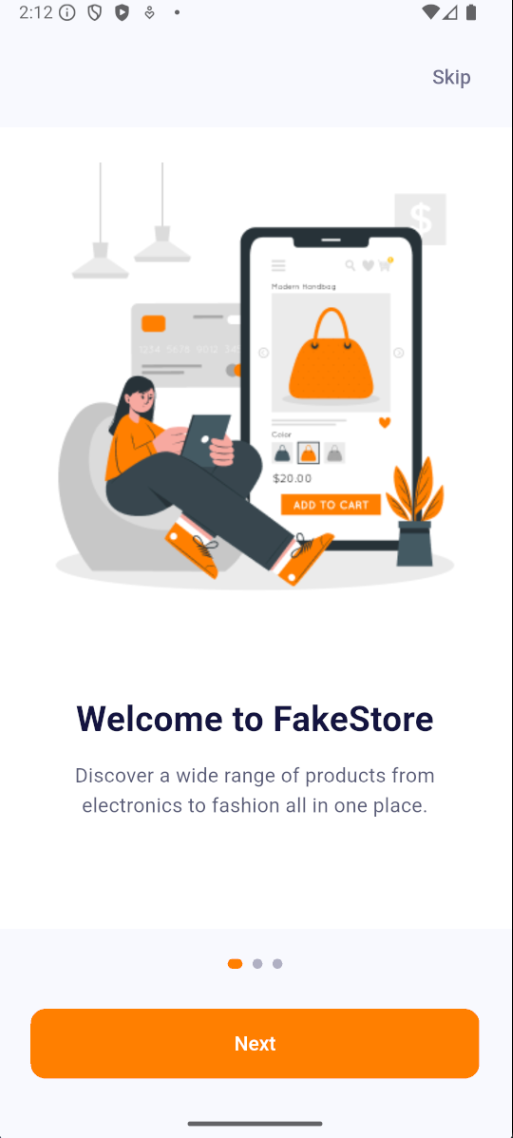 2:12
Skip
$
Modern Handbag
Color
$20.00
ADD TO CART
Welcome to FakeStore
Discover a wide range of products from
electronics to fashion all in one place.
Next